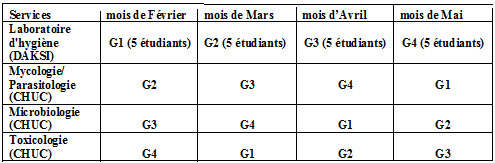 Services mois de Février mois de Mars mois d'Avril mois de Mai
Laboratoire
d'hygiène G1 (5 étudiants) G2 (5 étudiants) G3 (5 étudiants) G4 (5 étudiants)
(DAKSI)
Mycologie/
Parasitologie G2 G3 G4 G1
(CHUC)
Microbiologie
(CHUC) G3 G4 G1 G2
Toxicologie
(CHUC) G4 G1 G2 G3